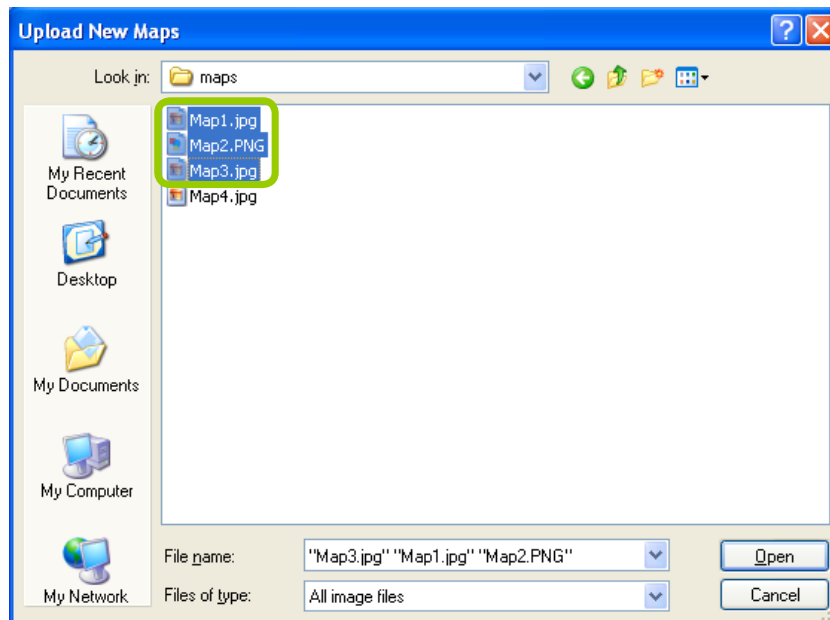 Upload New Maps
Look in:
maps
My Recent
Documents
Desktop
My Documents
My Computer
My Network
Map1.jpg
Map2.PNG
Map3.jpg
Map4.jpg
File name:
"Map3.jpg" "Map1.jpg" "Map2.PNG"
Open
Files of type:
All image files
Cancel